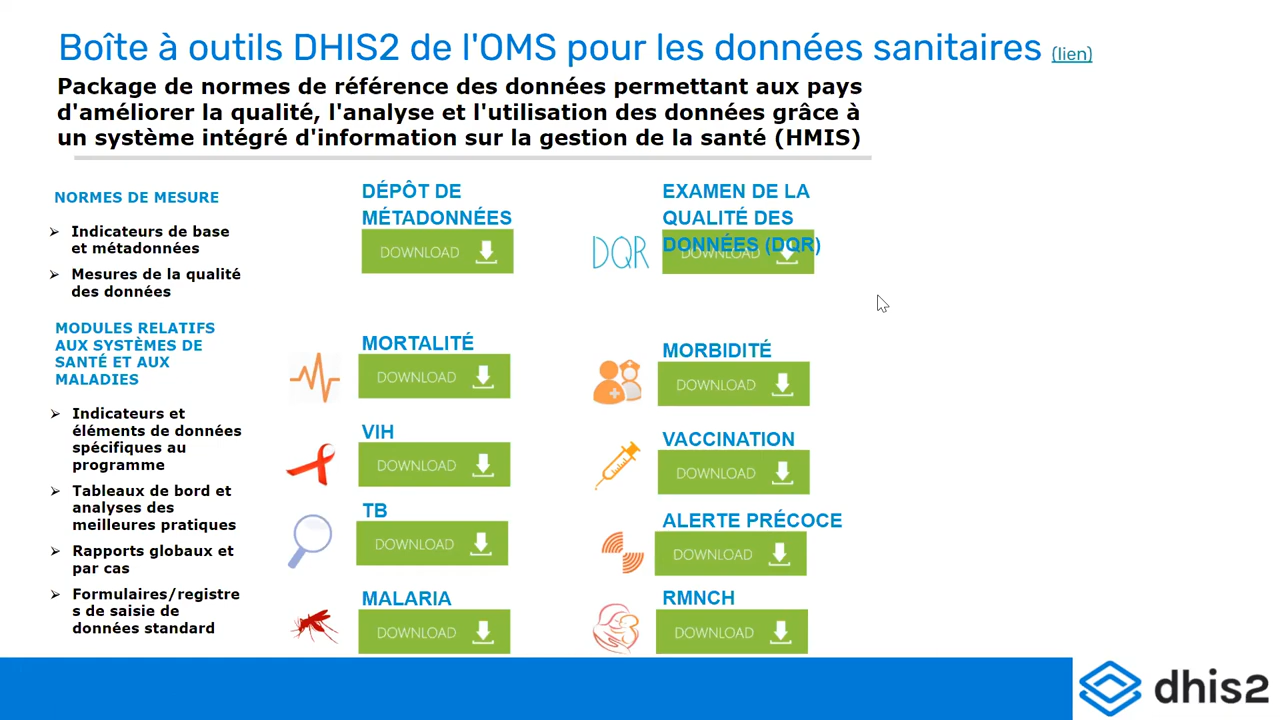 Boîte à outils DHIS2 de l'OMS pour les données sanitaires (lien)
Package de normes de référence des données permettant aux pays
d'améliorer la qualité, l'analyse et l'utilisation des données grâce à
un système intégré d'information sur la gestion de la santé (HMIS)
NORMES DE MESURE
Indicateurs de base
et métadonnées
Mesures de la qualité
des données
MODULES RELATIFS
AUX SYSTÈMES DE
SANTÉ ET AUX
MALADIES
Indicateurs et
éléments de données
spécifiques au
programme
Tableaux de bord et
analyses des
meilleures pratiques
Rapports globaux et
par cas
Formulaires/registre
s de saisie de
données standard
DÉPÔT DE
MÉTADONNÉES
DOWNLOAD
EXAMEN DE LA
QUALITÉ DES
DONNÉES (DQR)
DQR
DOWNLOAD
MORTALITÉ
DOWNLOAD
MORBIDITÉ
DOWNLOAD
VIH
DOWNLOAD
VACCINATION
DOWNLOAD
TB
DOWNLOAD
ALERTE PRÉCOCE
DOWNLOAD
MALARIA
DOWNLOAD
RMNCH
DOWNLOAD
dhis2